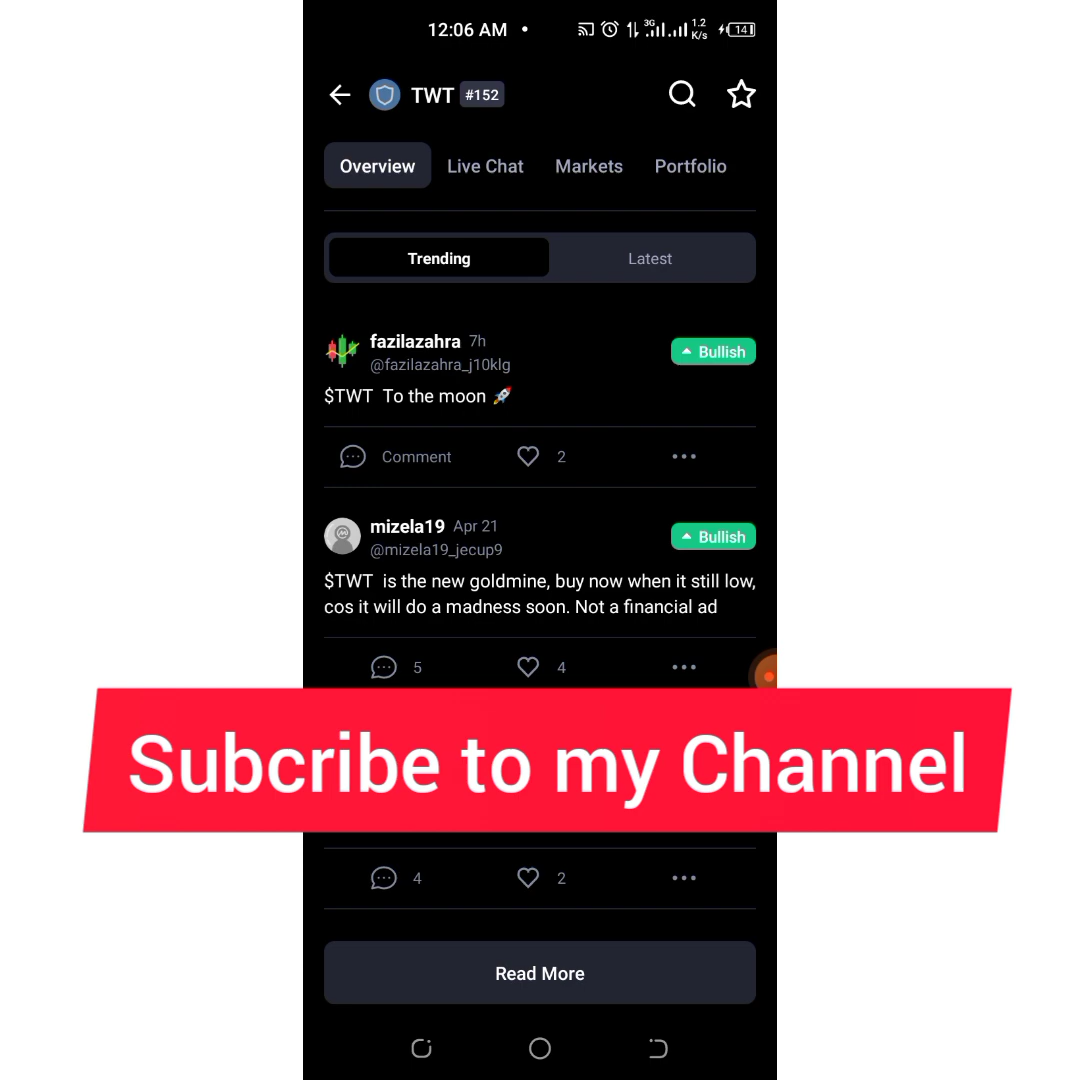 12:06 AM 3G 1.2 K/s 14
TWT #152
Overview Live Chat Markets Portfolio
Trending Latest
fazilazahra 7h
@fazilazahra_j10klg
Bullish
$TWT To the moon 🚀
Comment 2
mizela19 Apr 21
@mizela19_jecup9
Bullish
$TWT is the new goldmine, buy now when it still low,
cos it will do a madness soon. Not a financial ad
5 4
Subcribe to my Channel
4 2
Read More